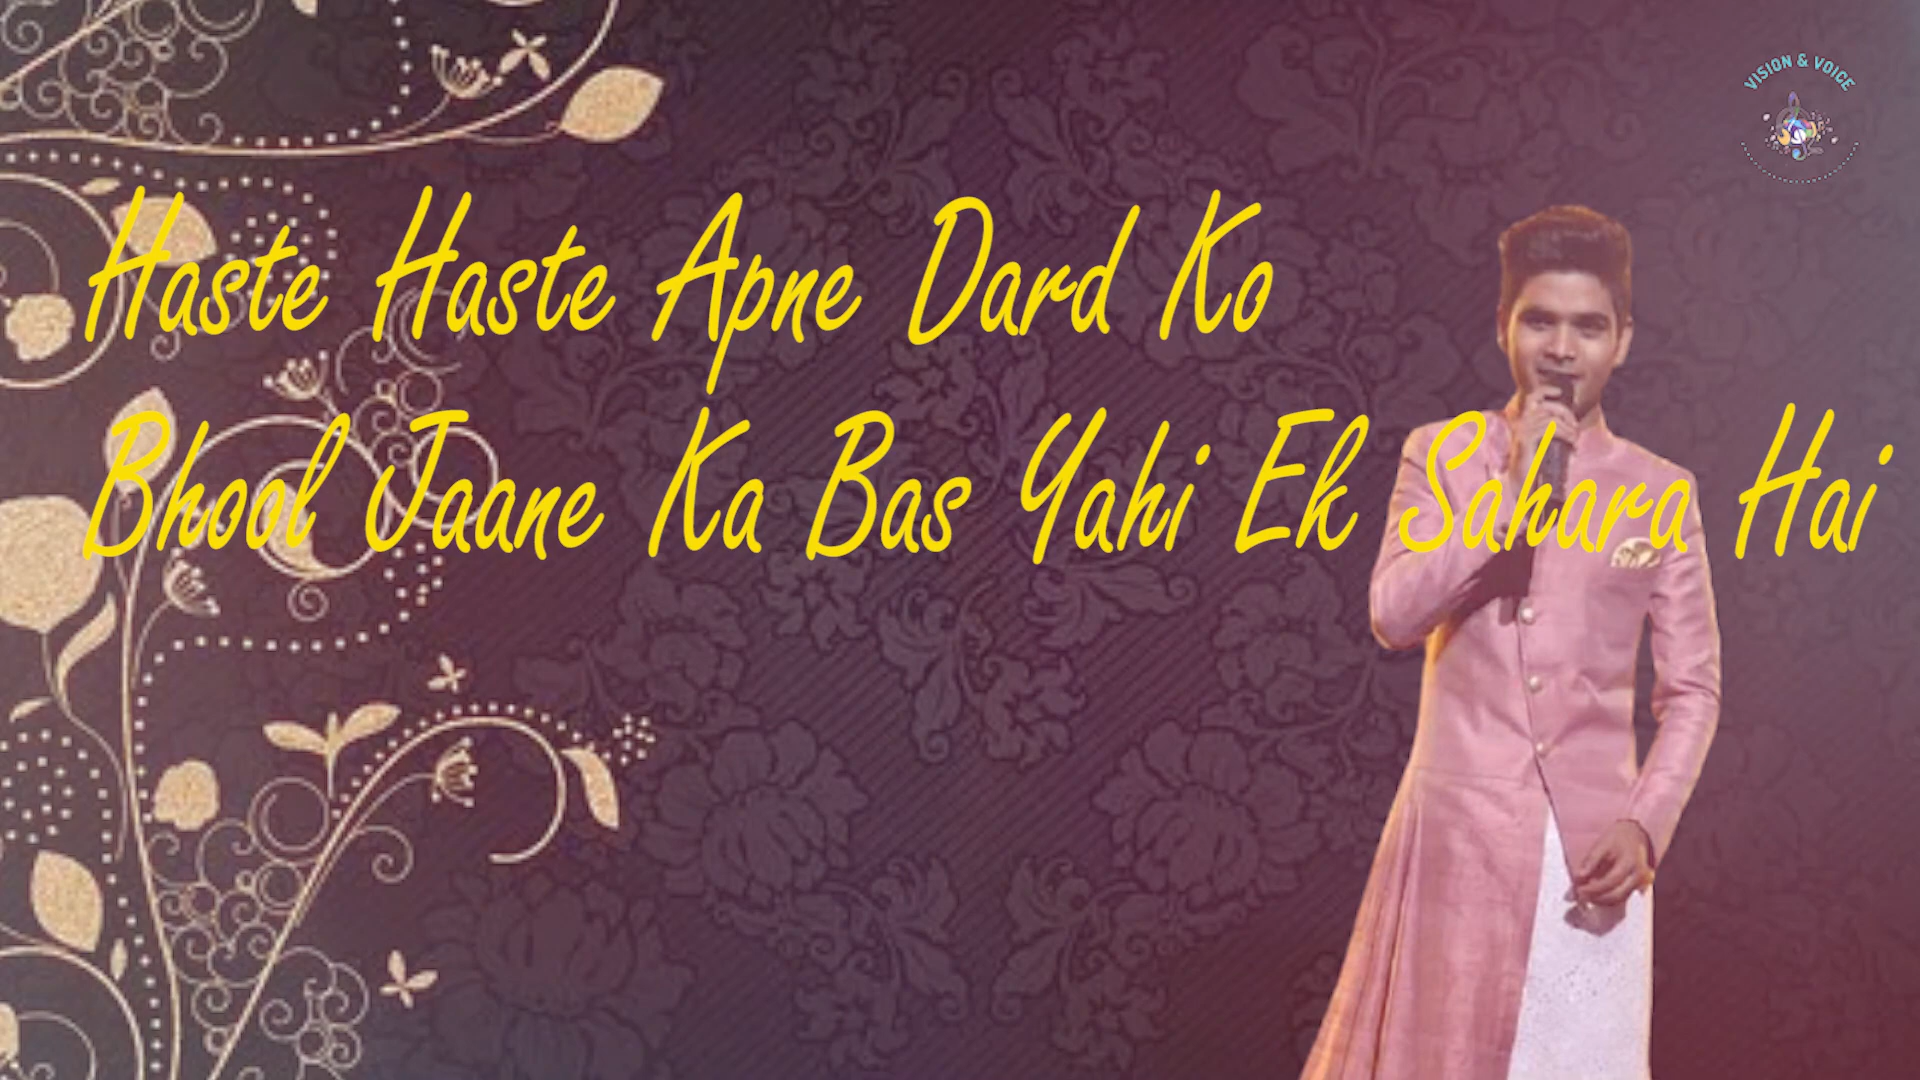 VISION & VOICE
Haste Haste Apne Dard Ko
Bhool Jaane Ka Bas Yahi Ek Sahara Hai